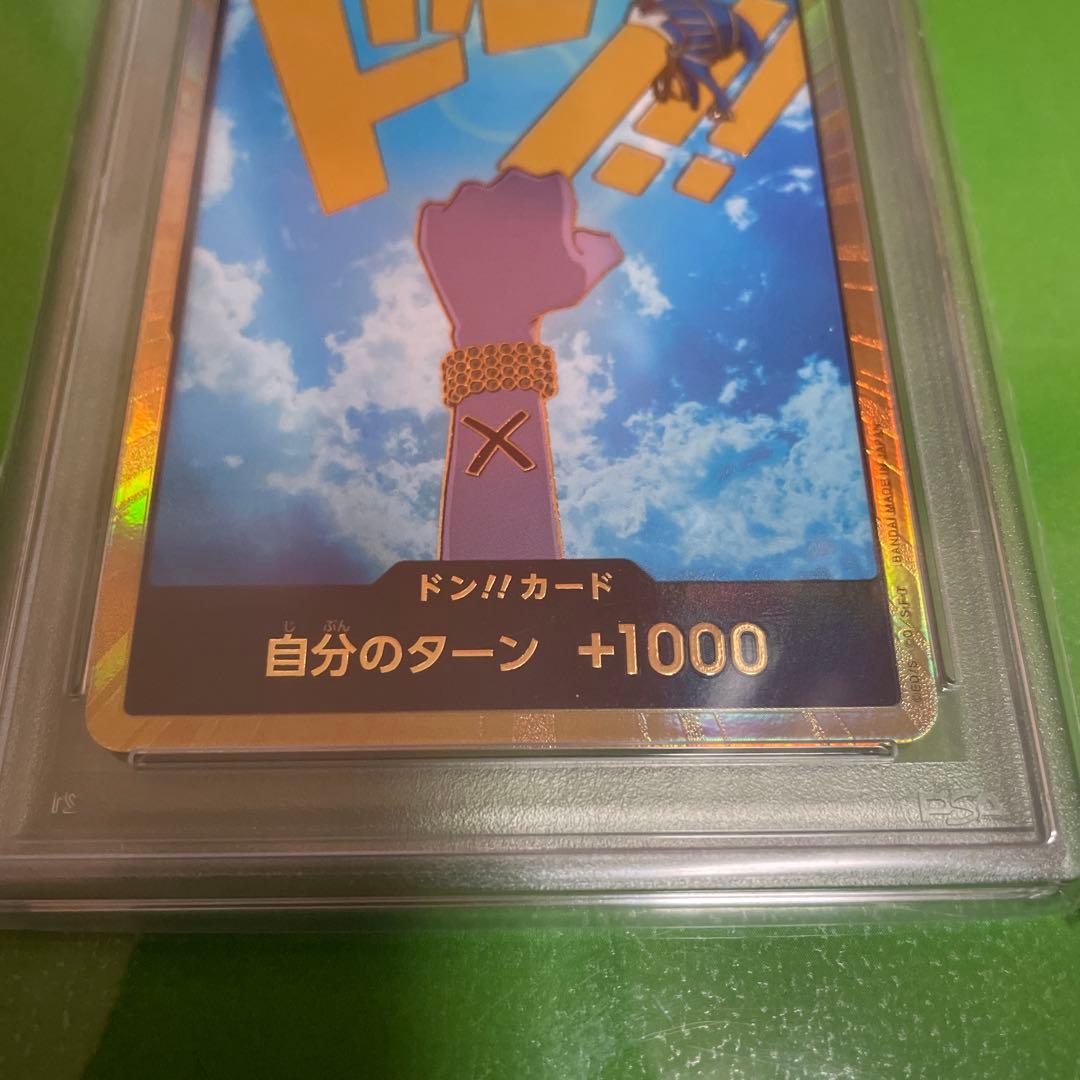 ドン!!
ドン!!カード
じ ぶん
自分のターン +1000
BANDAI MADE IN JAPAN
PSA